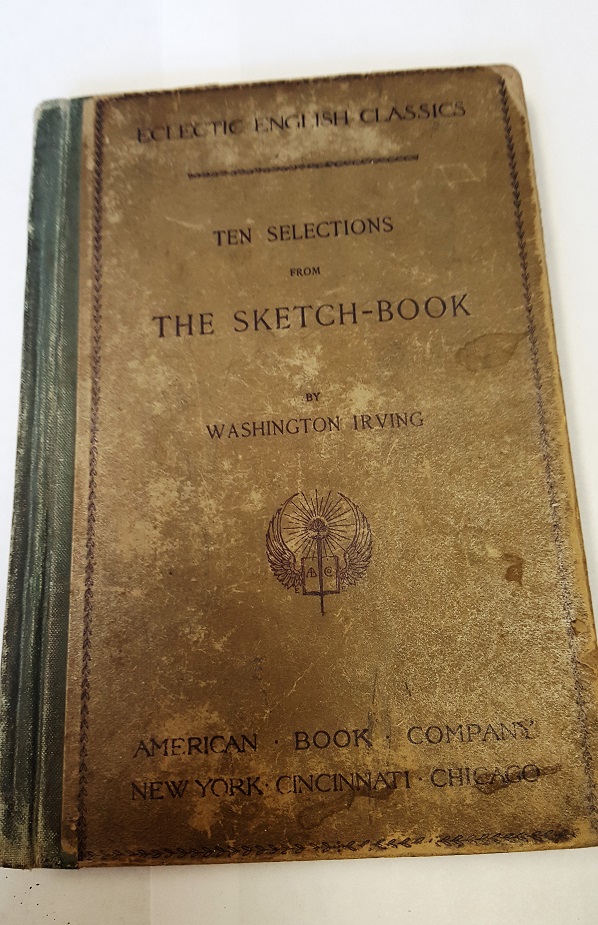 ECLECTIC ENGLISH CLASSICS
TEN SELECTIONS
FROM
THE SKETCH-BOOK
BY
WASHINGTON IRVING
AMERICAN · BOOK · COMPANY
NEW YORK · CINCINNATI · CHICAGO